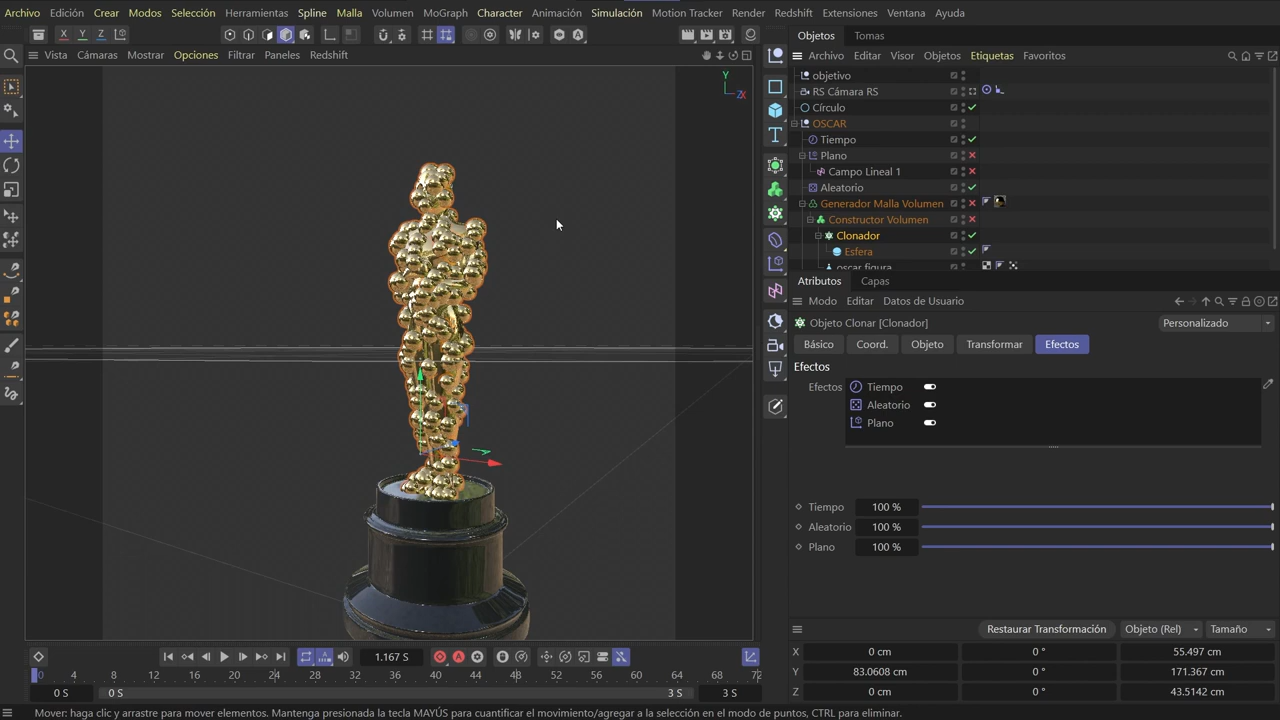 Archivo Edición Crear Modos Selección Herramientas Spline Malla Volumen MoGraph Character Animación Simulación Motion Tracker Render Redshift Extensiones Ventana Ayuda
X Y Z
Objetos Tomas
Vista Cámaras Mostrar Opciones Filtrar Paneles Redshift
Archivo Editar Visor Objetos Etiquetas Favoritos
Y
ZX
objetivo
RS Cámara RS
Círculo
OSCAR
Tiempo
Plano
Campo Lineal 1
Aleatorio
Generador Malla Volumen
Constructor Volumen
Clonador
Esfera
oscar figura
Atributos Capas
Modo Editar Datos de Usuario
Objeto Clonar [Clonador] Personalizado
Básico Coord. Objeto Transformar Efectos
Efectos
Efectos Tiempo
Aleatorio
Plano
Tiempo 100 %
Aleatorio 100 %
Plano 100 %
Restaurar Transformación Objeto (Rel) Tamaño
X 0 cm 0 ° 55.497 cm
Y 83.0608 cm 0 ° 171.367 cm
Z 0 cm 0 ° 43.5142 cm
1.167 S
0 4 8 12 16 20 24 28 32 36 40 44 48 52 56 60 64 68 72
0 S 0 S 3 S 3 S
Mover: haga clic y arrastre para mover elementos. Mantenga presionada la tecla MAYÚS para cuantificar el movimiento/agregar a la selección en el modo de puntos, CTRL para eliminar.